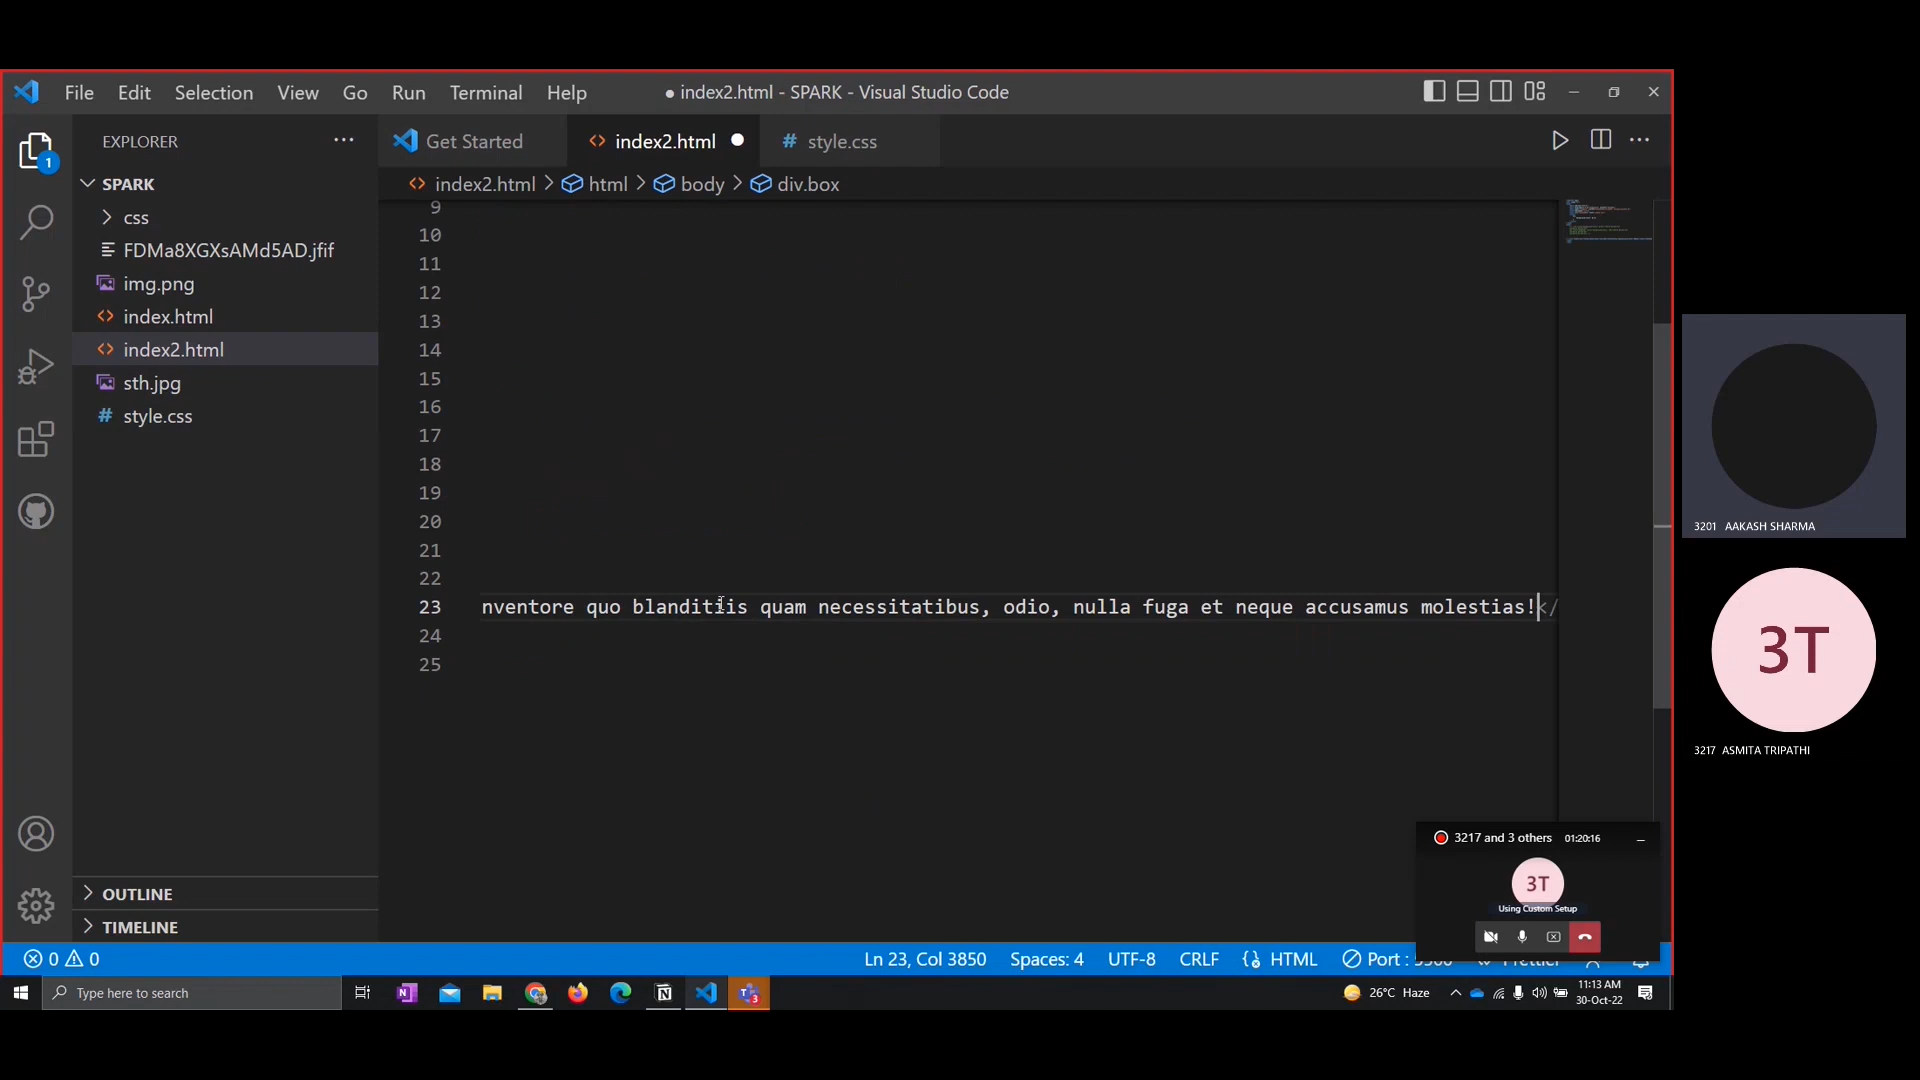 File Edit Selection View Go Run Terminal Help
● index2.html - SPARK - Visual Studio Code
EXPLORER
Get Started
index2.html
# style.css
1
SPARK
index2.html > html > body > div.box
css
FDMa8XGXsAMd5AD.jfif
img.png
index.html
index2.html
sth.jpg
# style.css
9
10
11
12
13
14
15
16
17
18
19
20
21
22
23 nventore quo blanditiis quam necessitatibus, odio, nulla fuga et neque accusamus molestias!</
24
25
3201 AAKASH SHARMA
3T
3217 ASMITA TRIPATHI
3217 and 3 others 01:20:16
3T
Using Custom Setup
OUTLINE
TIMELINE
0 0
Ln 23, Col 3850 Spaces: 4 UTF-8 CRLF HTML Port :
Type here to search
26°C Haze
11:13 AM
30-Oct-22